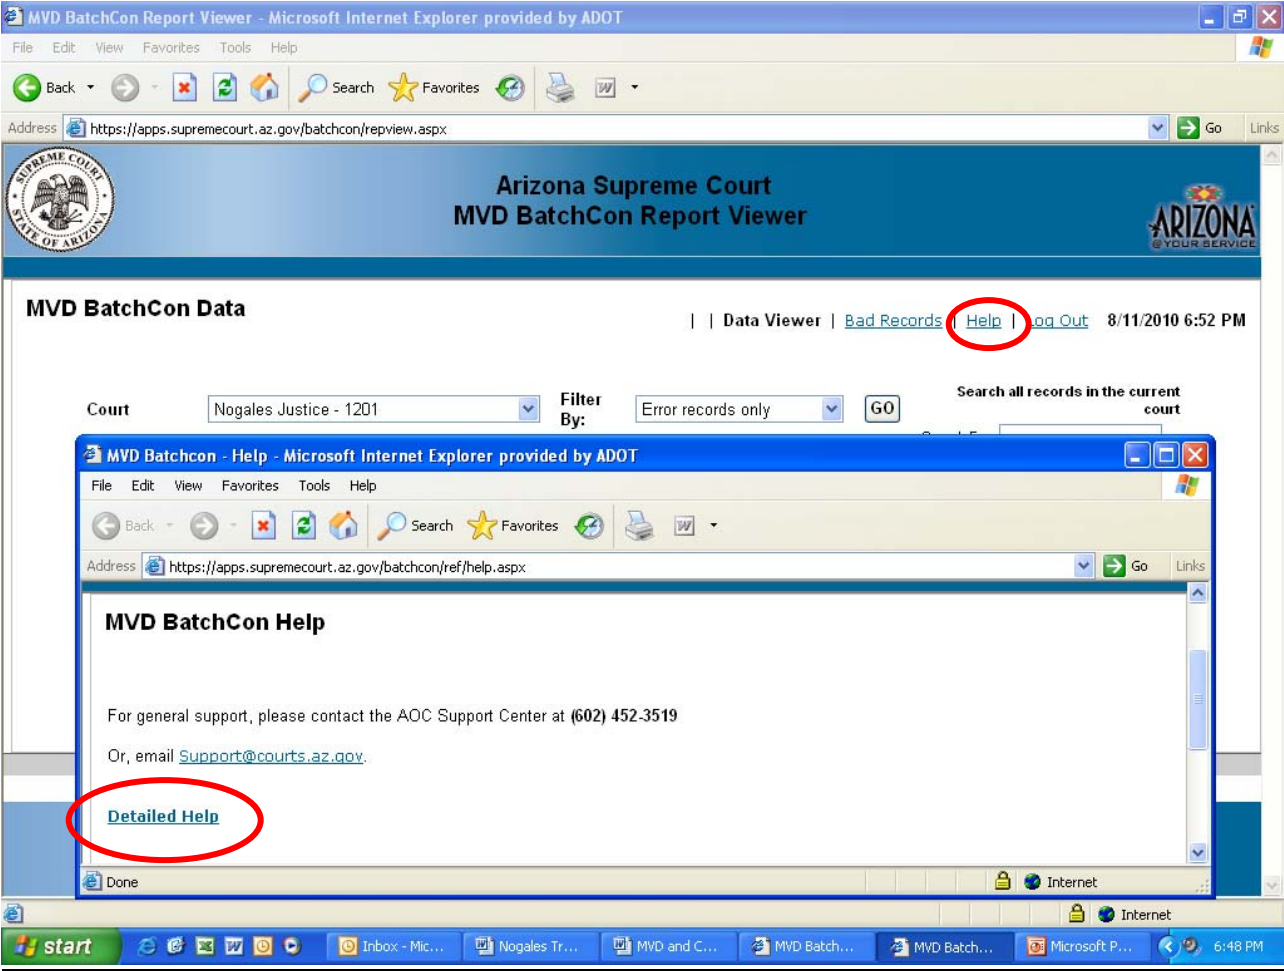 MVD BatchCon Report Viewer - Microsoft Internet Explorer provided by ADOT
File Edit View Favorites Tools Help
Back Search Favorites
Address https://apps.supremecourt.az.gov/batchcon/repview.aspx Go Links
SUPREME COURT
STATE OF ARIZONA
Arizona Supreme Court
MVD BatchCon Report Viewer
ARIZONA
@YOUR SERVICE
MVD BatchCon Data
| | Data Viewer | Bad Records | Help | Log Out 8/11/2010 6:52 PM
Court Nogales Justice - 1201 Filter By: Error records only GO
Search all records in the current court
MVD Batchcon - Help - Microsoft Internet Explorer provided by ADOT
File Edit View Favorites Tools Help
Back Search Favorites
Address https://apps.supremecourt.az.gov/batchcon/ref/help.aspx Go Links
MVD BatchCon Help
For general support, please contact the AOC Support Center at (602) 452-3519
Or, email Support@courts.az.gov.
Detailed Help
Done Internet
Internet
start Inbox - Mic... Nogales Tr... MVD and C... MVD Batch... MVD Batch... Microsoft P... 6:48 PM